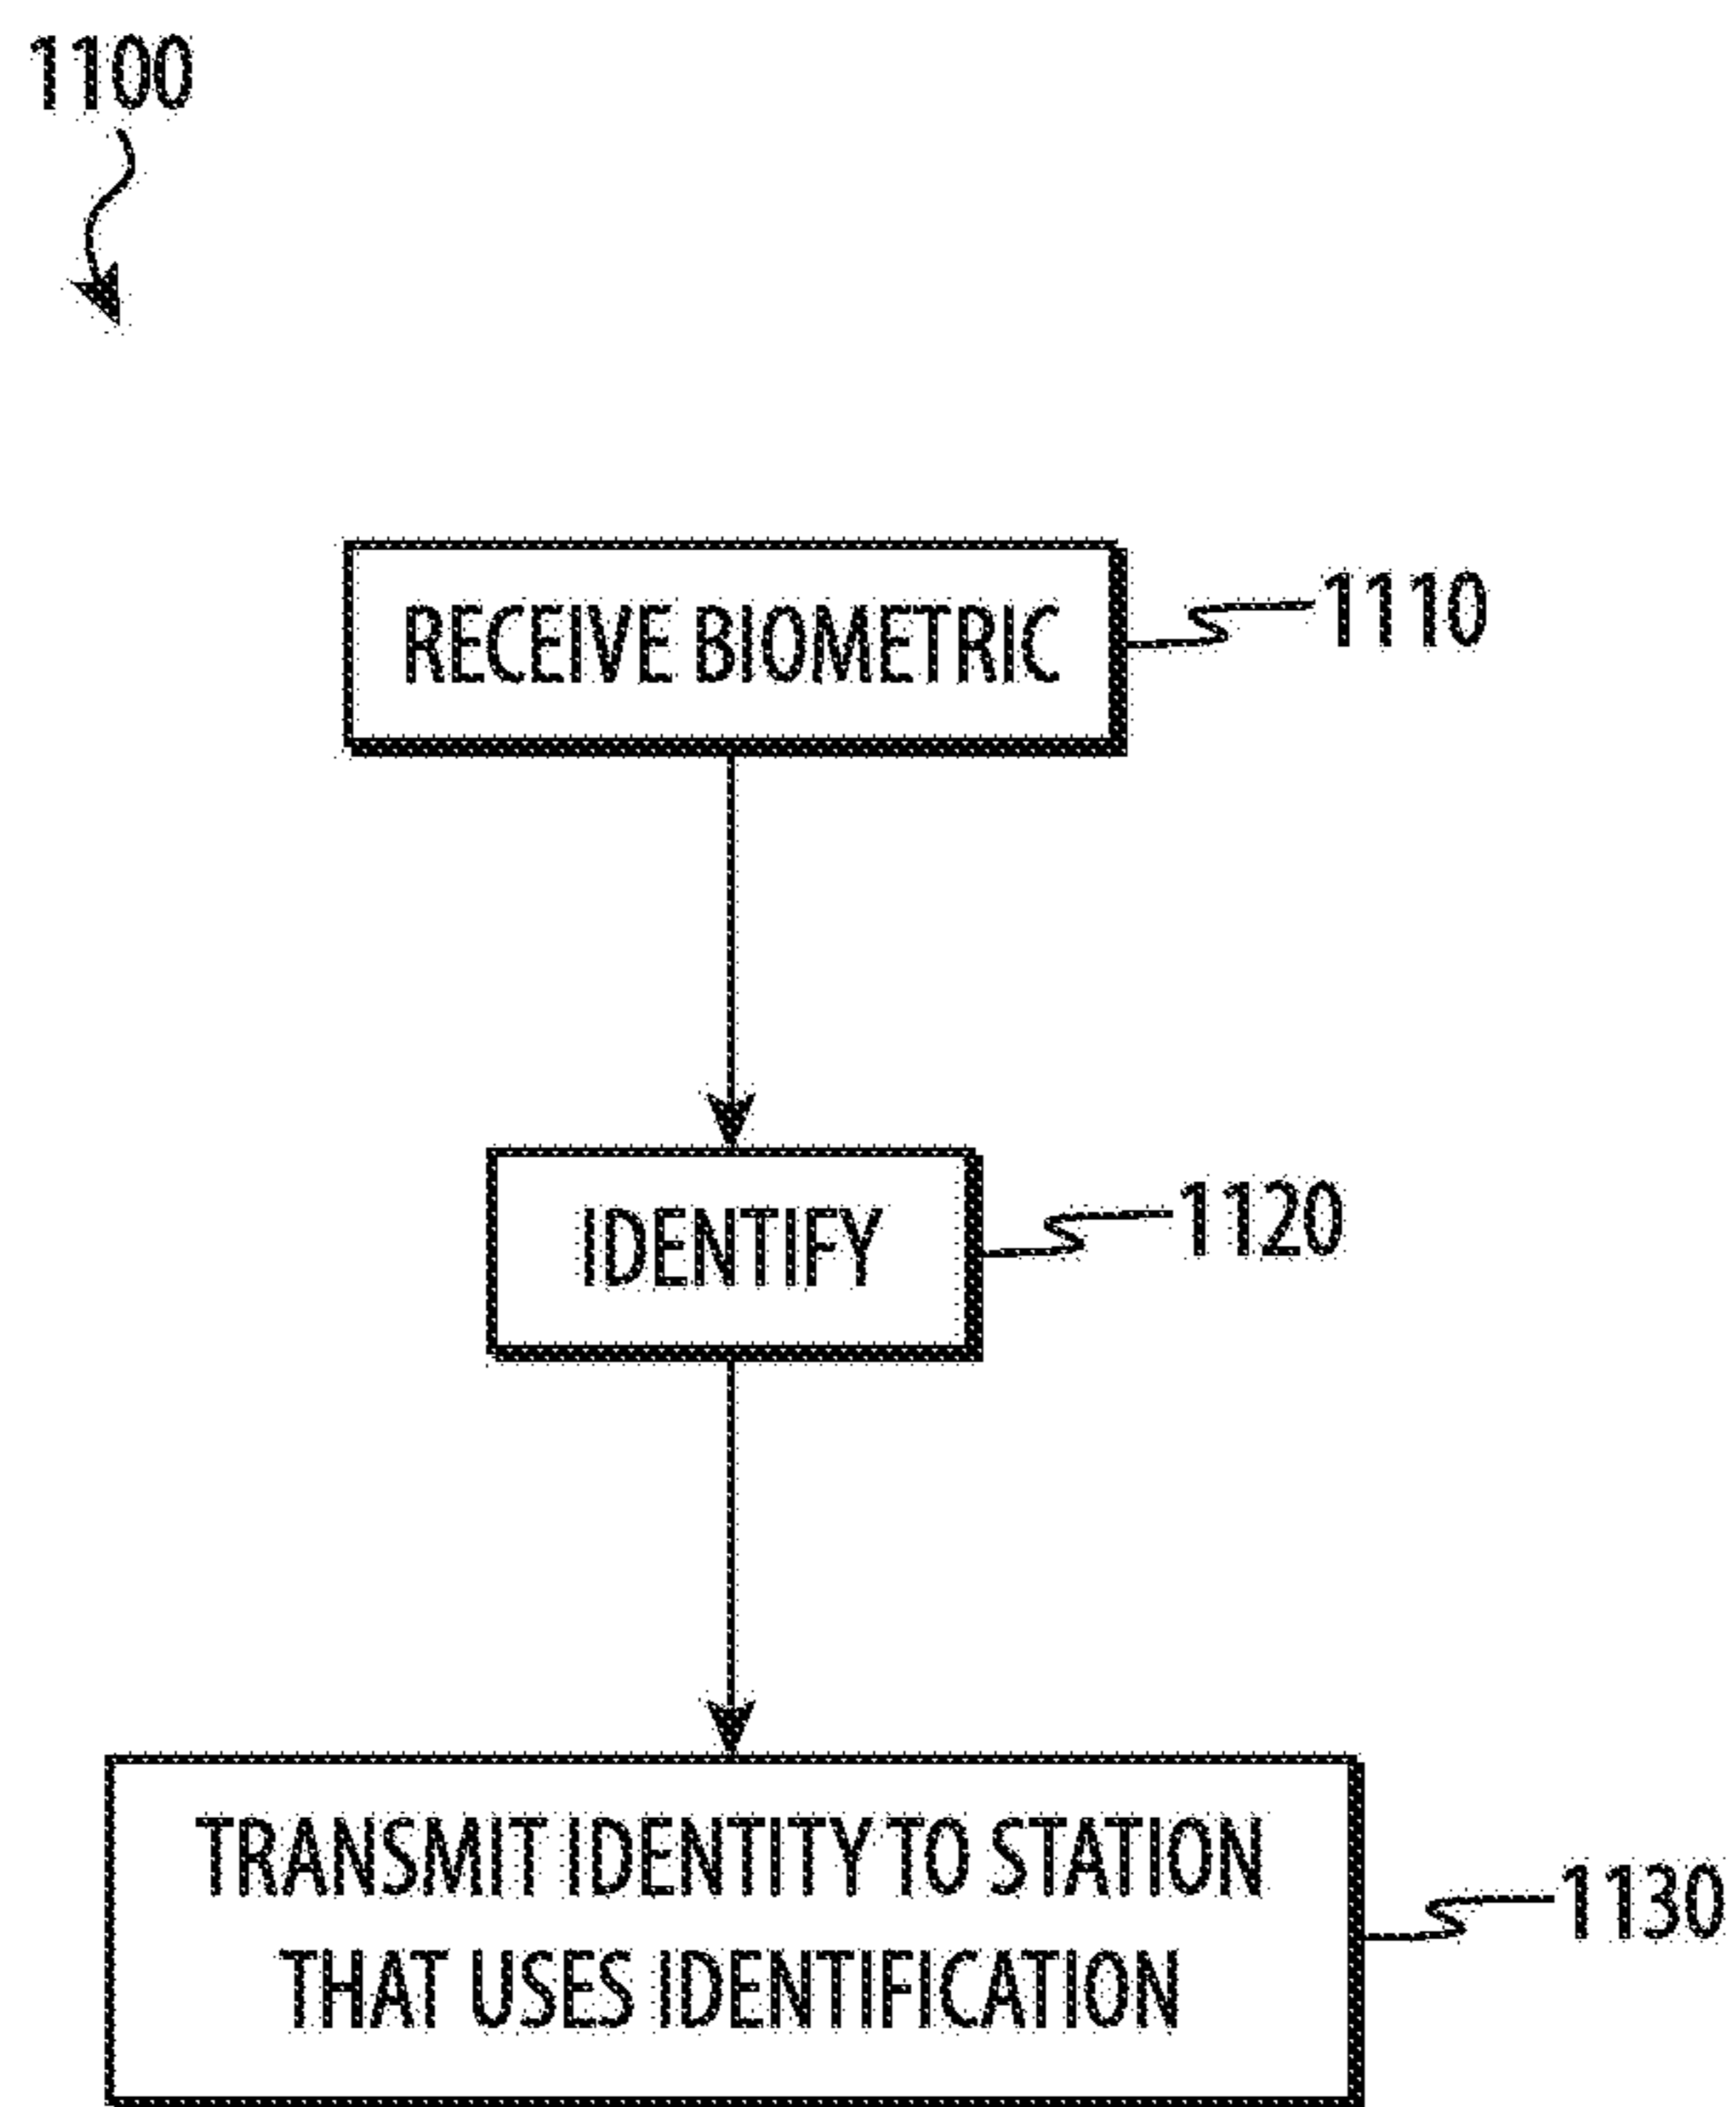 1100
RECEIVE BIOMETRIC
1110
IDENTIFY
1120
TRANSMIT IDENTITY TO STATION
THAT USES IDENTIFICATION
1130